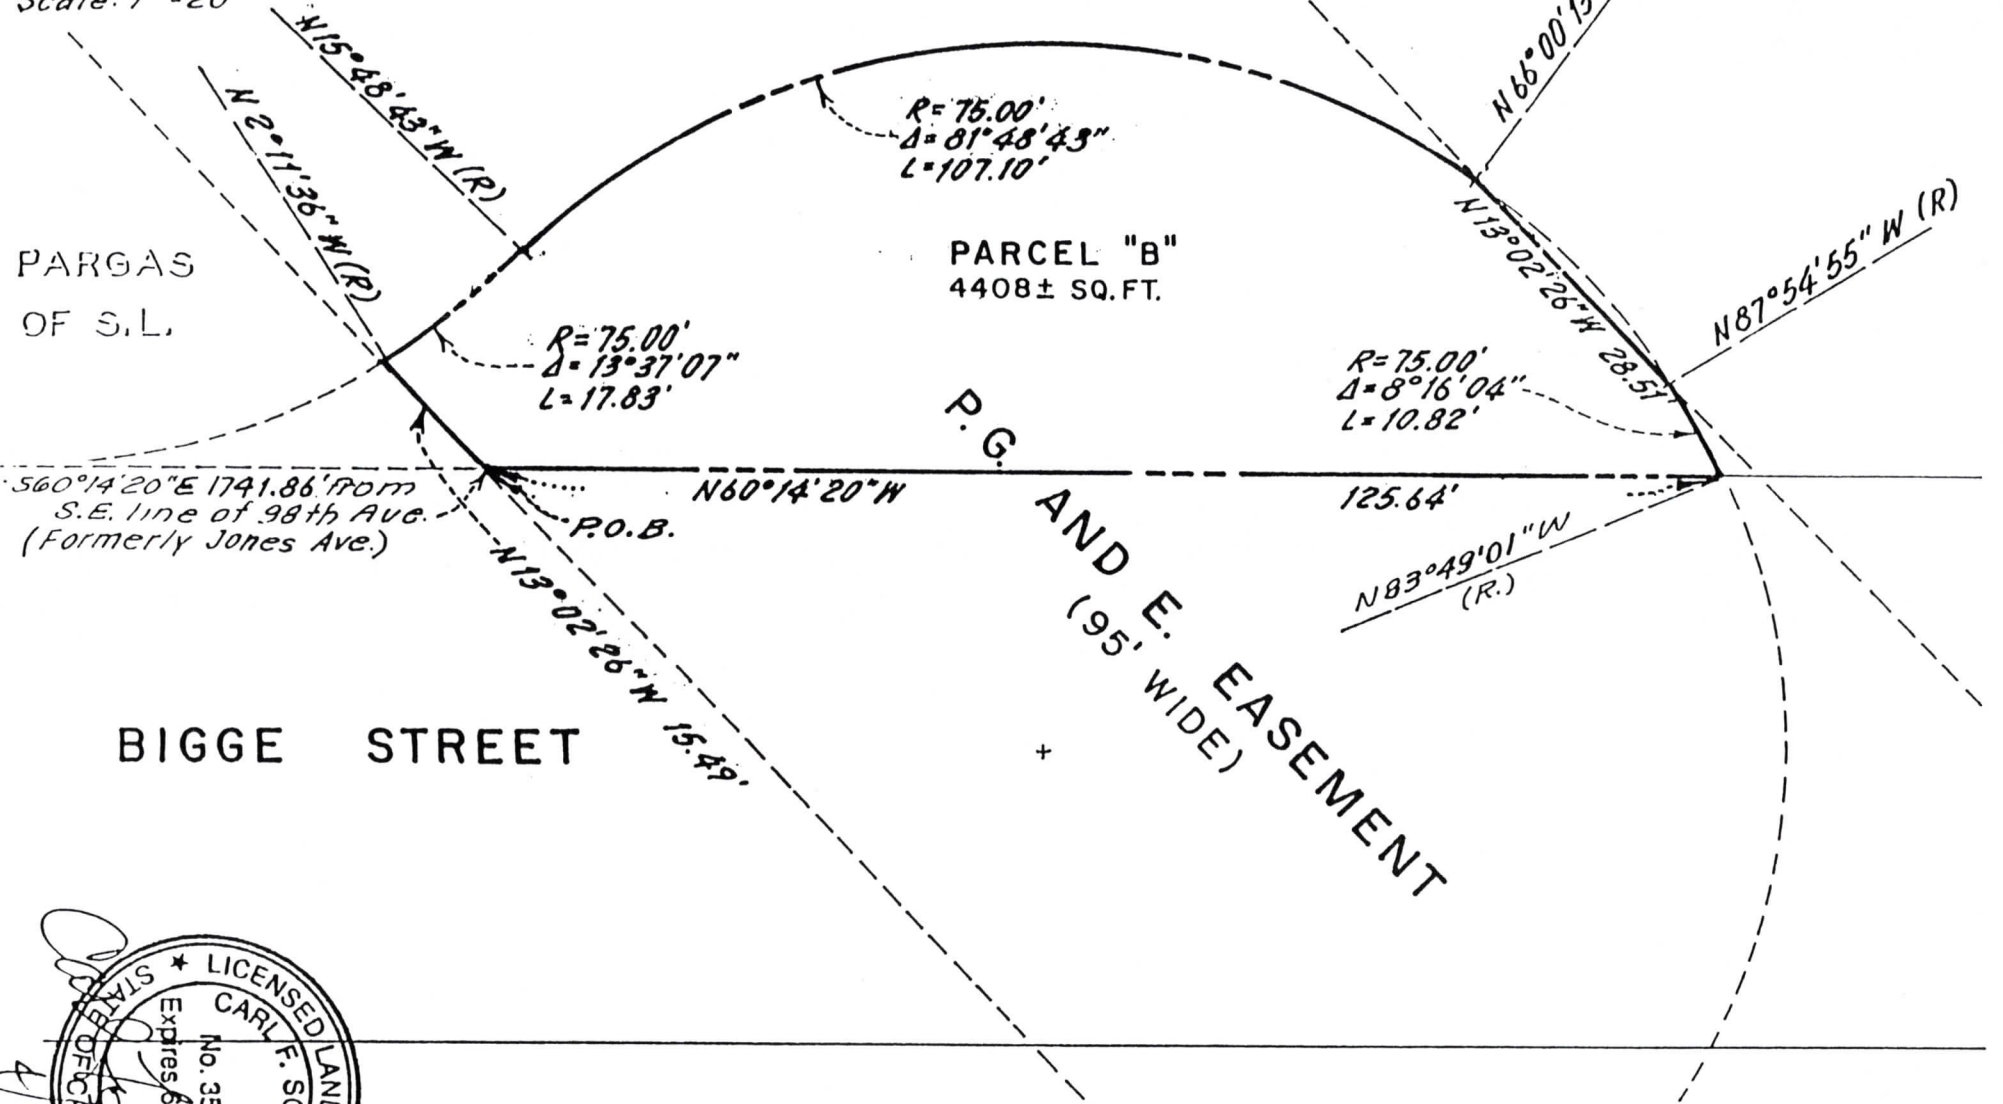 Scale: 1"=20'
N15°48'43"W (R)
N2°11'36"W (R)
N66°00'
R= 75.00'
Δ= 81°48'43"
L=107.10'
PARCEL "B"
4408± SQ.FT.
N13°02'26"W 28.51'
N87°54'55" W (R)
PARGAS
OF S.L.
R= 75.00'
Δ= 13°37'07"
L= 17.83'
R=75.00'
Δ=8°16'04"
L= 10.82'
P.G. AND E. EASEMENT
(95' WIDE)
S60°14'20"E 1741.86' from
S.E. line of 98th Ave.
(Formerly Jones Ave.)
P.O.B.
N60°14'20"W
125.64'
N83°49'01"W
(R.)
N13°02'26"W 15.49'
BIGGE STREET
STATE OF
★ LICENSED LAN
CARL F.
No. 35
Expires